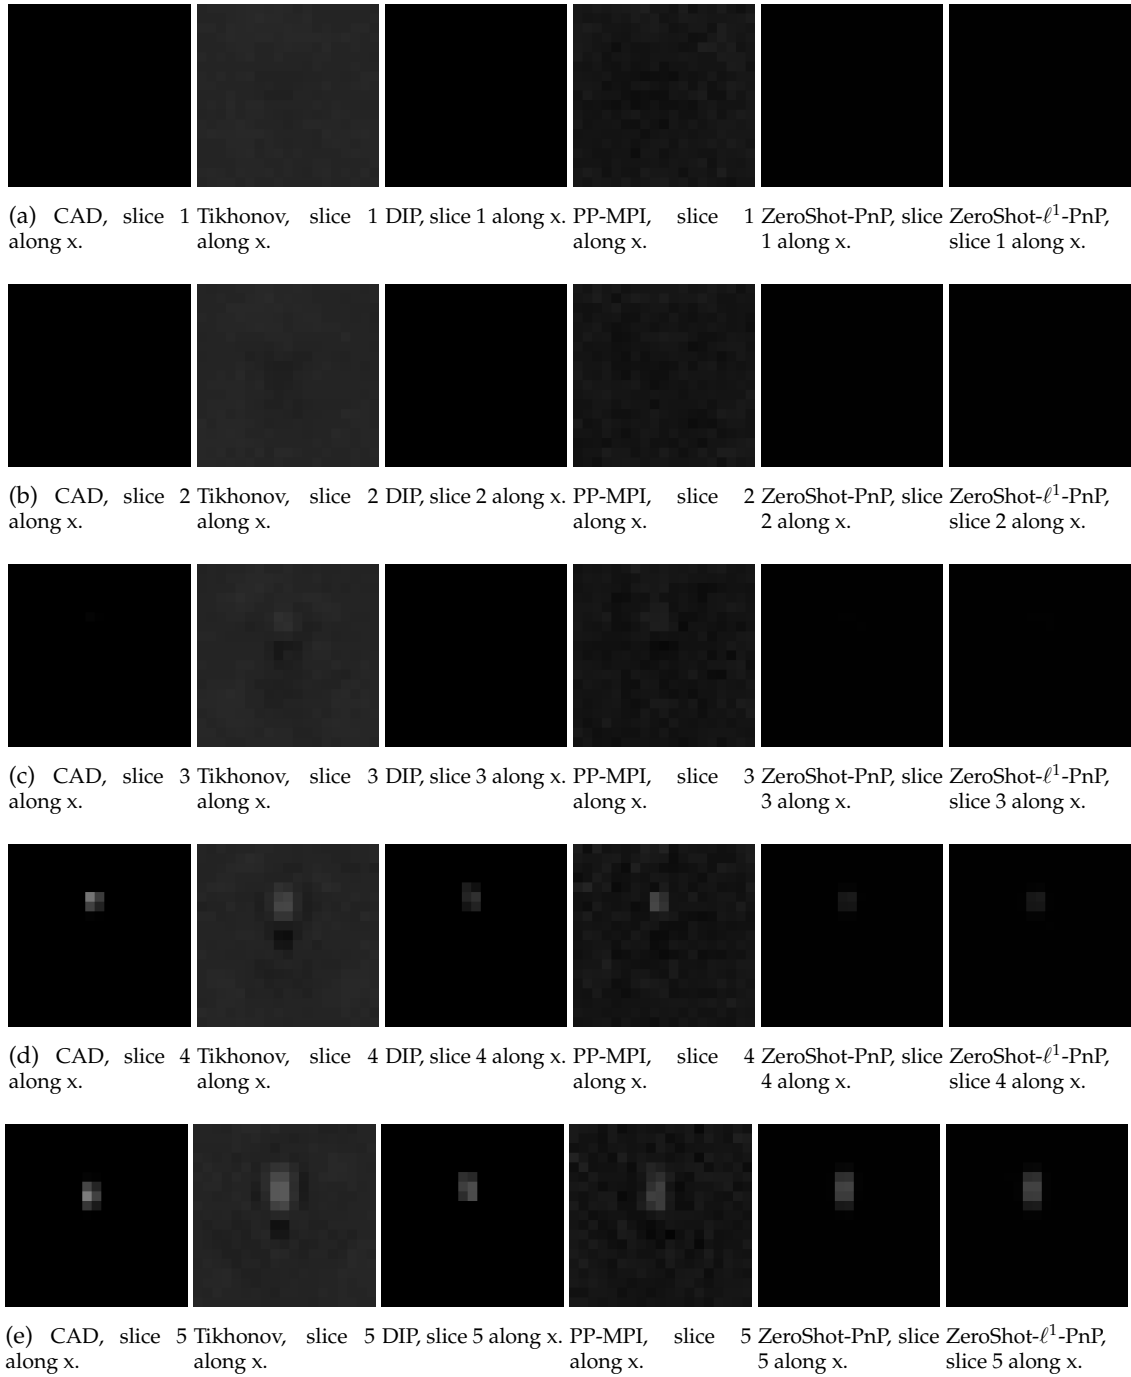 (a) CAD, slice 1 along x.
Tikhonov, slice 1 along x.
DIP, slice 1 along x.
PP-MPI, slice 1 along x.
ZeroShot-PnP, slice 1 along x.
ZeroShot-ℓ¹-PnP, slice 1 along x.
(b) CAD, slice 2 along x.
Tikhonov, slice 2 along x.
DIP, slice 2 along x.
PP-MPI, slice 2 along x.
ZeroShot-PnP, slice 2 along x.
ZeroShot-ℓ¹-PnP, slice 2 along x.
(c) CAD, slice 3 along x.
Tikhonov, slice 3 along x.
DIP, slice 3 along x.
PP-MPI, slice 3 along x.
ZeroShot-PnP, slice 3 along x.
ZeroShot-ℓ¹-PnP, slice 3 along x.
(d) CAD, slice 4 along x.
Tikhonov, slice 4 along x.
DIP, slice 4 along x.
PP-MPI, slice 4 along x.
ZeroShot-PnP, slice 4 along x.
ZeroShot-ℓ¹-PnP, slice 4 along x.
(e) CAD, slice 5 along x.
Tikhonov, slice 5 along x.
DIP, slice 5 along x.
PP-MPI, slice 5 along x.
ZeroShot-PnP, slice 5 along x.
ZeroShot-ℓ¹-PnP, slice 5 along x.